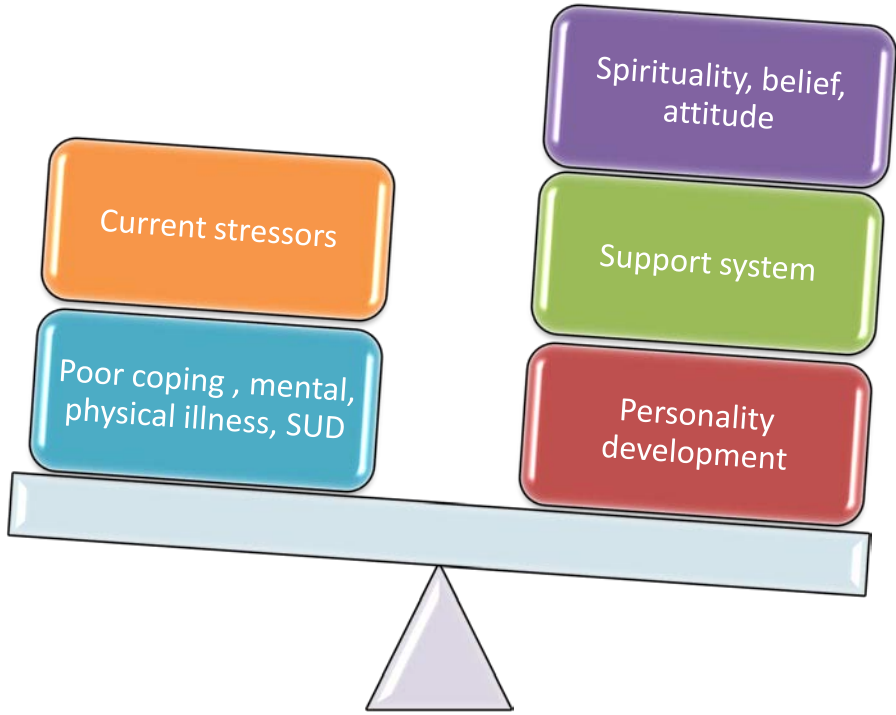 Spirituality, belief,
attitude
Current stressors
Support system
Poor coping , mental,
physical illness, SUD
Personality
development